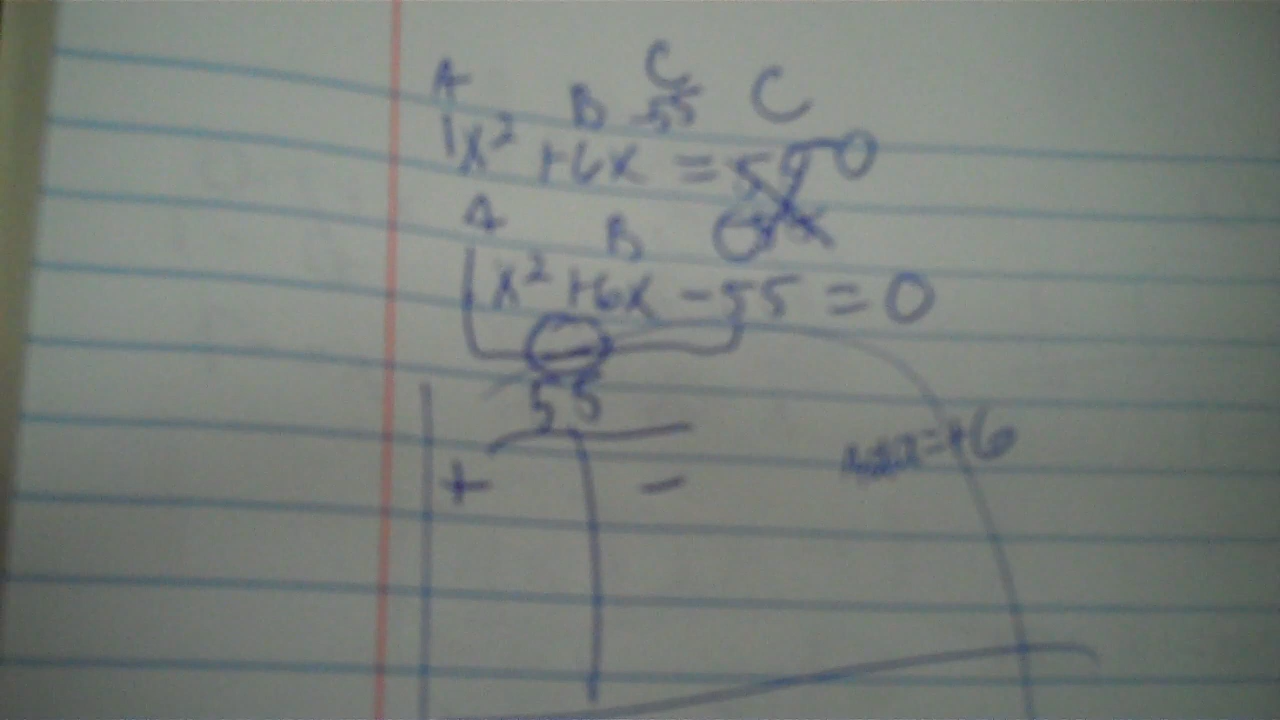 A B C C
-55
1x² +6x = 55 0
A B
1x² +6x - 55 = 0
55
+ -
=+6